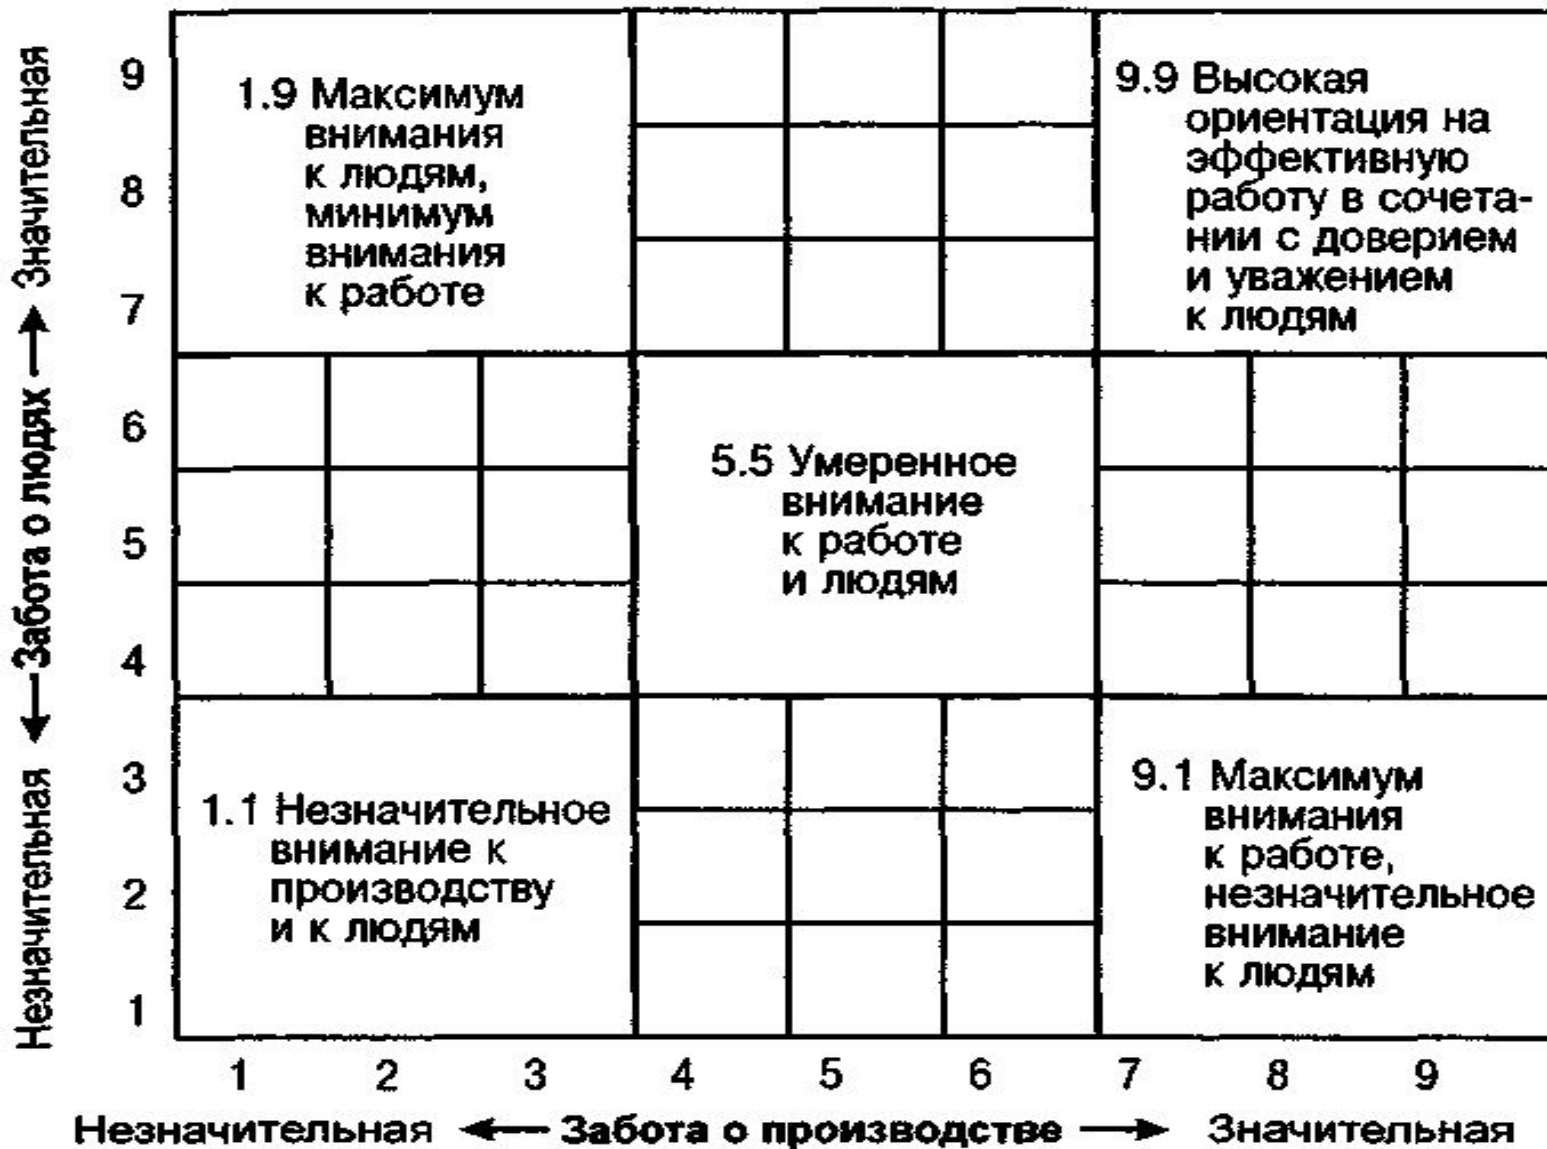 Незначительная ← Забота о людях → Значительная
9
8
7
6
5
4
3
2
1
1.9 Максимум
внимания
к людям,
минимум
внимания
к работе
9.9 Высокая
ориентация на
эффективную
работу в сочета-
нии с доверием
и уважением
к людям
5.5 Умеренное
внимание
к работе
и людям
1.1 Незначительное
внимание к
производству
и к людям
9.1 Максимум
внимания
к работе,
незначительное
внимание
к людям
1 2 3 4 5 6 7 8 9
Незначительная ← Забота о производстве → Значительная